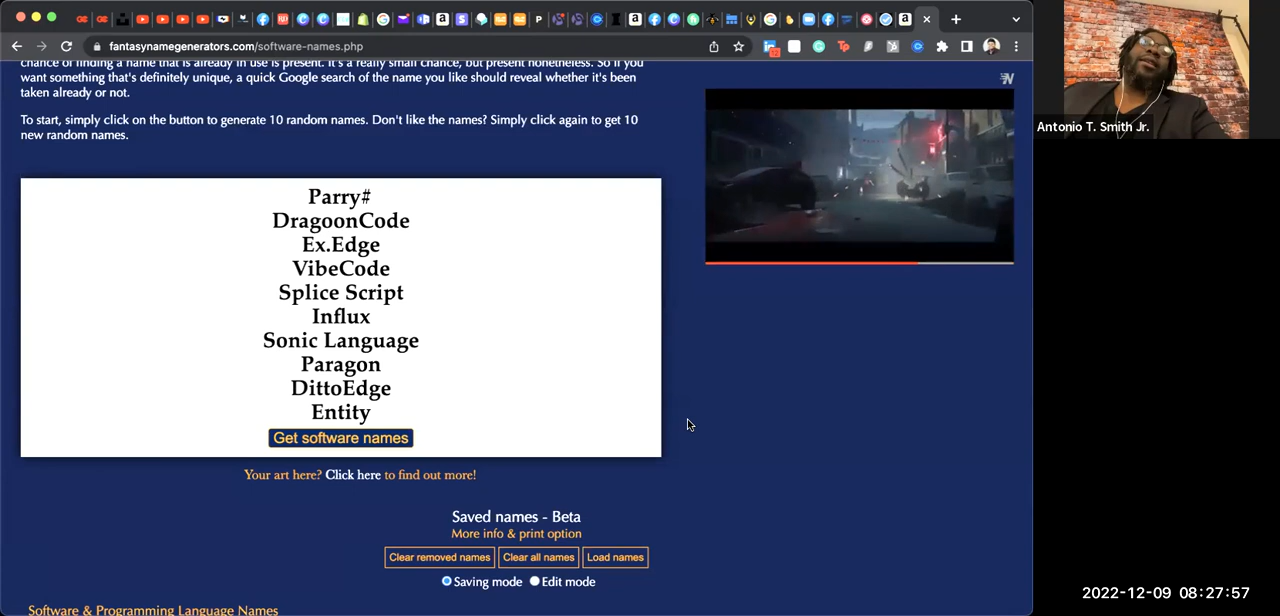 fantasynamegenerators.com/software-names.php
chance of finding a name that is already in use is present. It's a really small chance, but present nonetheless. So if you
want something that's definitely unique, a quick Google search of the name you like should reveal whether it's been
taken already or not.
To start, simply click on the button to generate 10 random names. Don't like the names? Simply click again to get 10
new random names.
Parry#
DragoonCode
Ex.Edge
VibeCode
Splice Script
Influx
Sonic Language
Paragon
DittoEdge
Entity
Get software names
Your art here? Click here to find out more!
Saved names - Beta
More info & print option
Clear removed names Clear all names Load names
Saving mode Edit mode
Software & Programming Language Names
Antonio T. Smith Jr.
2022-12-09 08:27:57